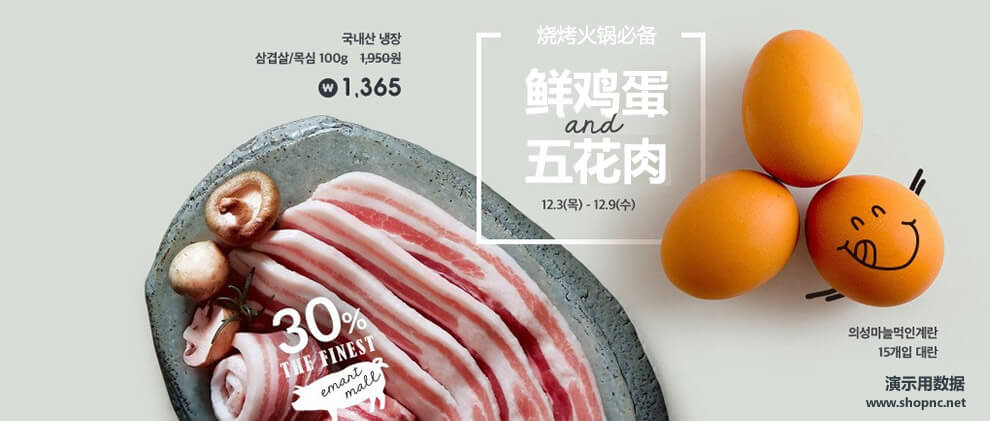 국내산 냉장
삼겹살/목심 100g 1,950원
₩1,365
烧烤火锅必备
鲜鸡蛋
and
五花肉
12.3(목) - 12.9(수)
30%
THE FINEST
emart
mall
의성마늘먹인계란
15개입 대란
演示用数据
www.shopnc.net